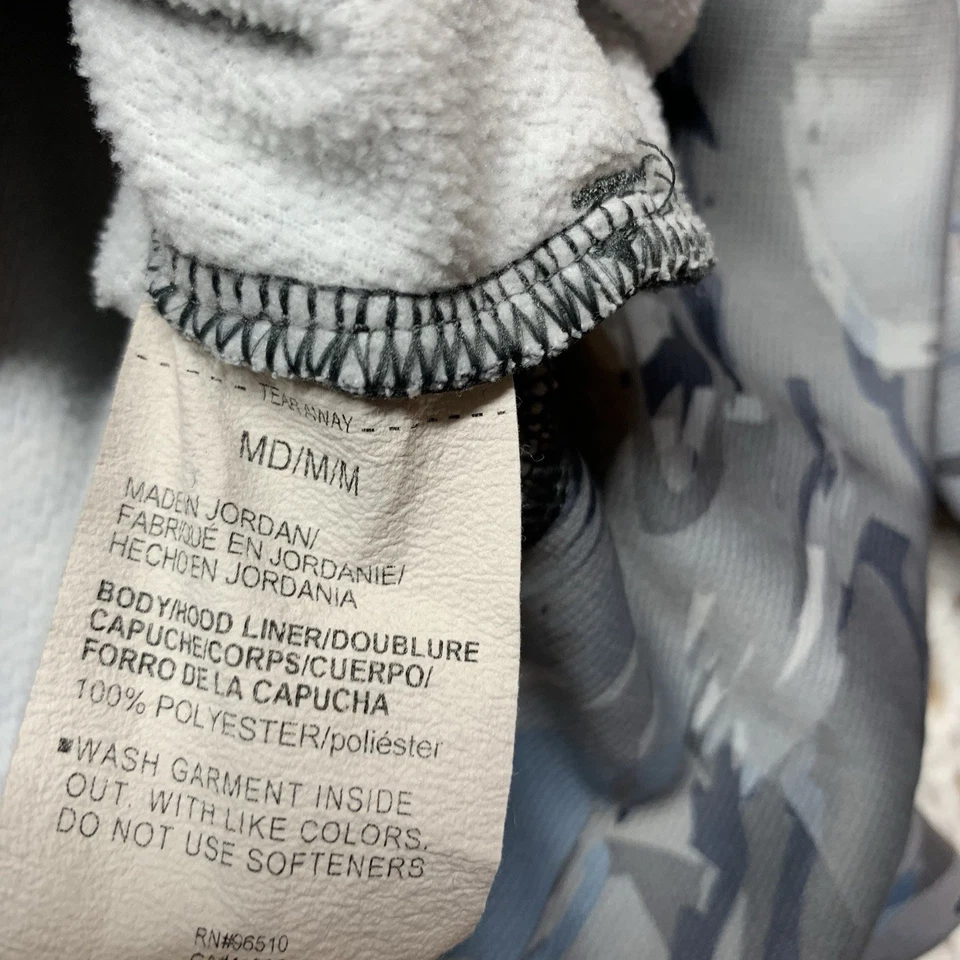 TEAR AWAY
MD/M/M
MADE IN JORDAN/
FABRIQUÉ EN JORDANIE/
HECHO EN JORDANIA
BODY/HOOD LINER/DOUBLURE
CAPUCHE/CORPS/CUERPO/
FORRO DE LA CAPUCHA
100% POLYESTER/poliéster
WASH GARMENT INSIDE
OUT, WITH LIKE COLORS.
DO NOT USE SOFTENERS
RN#96510